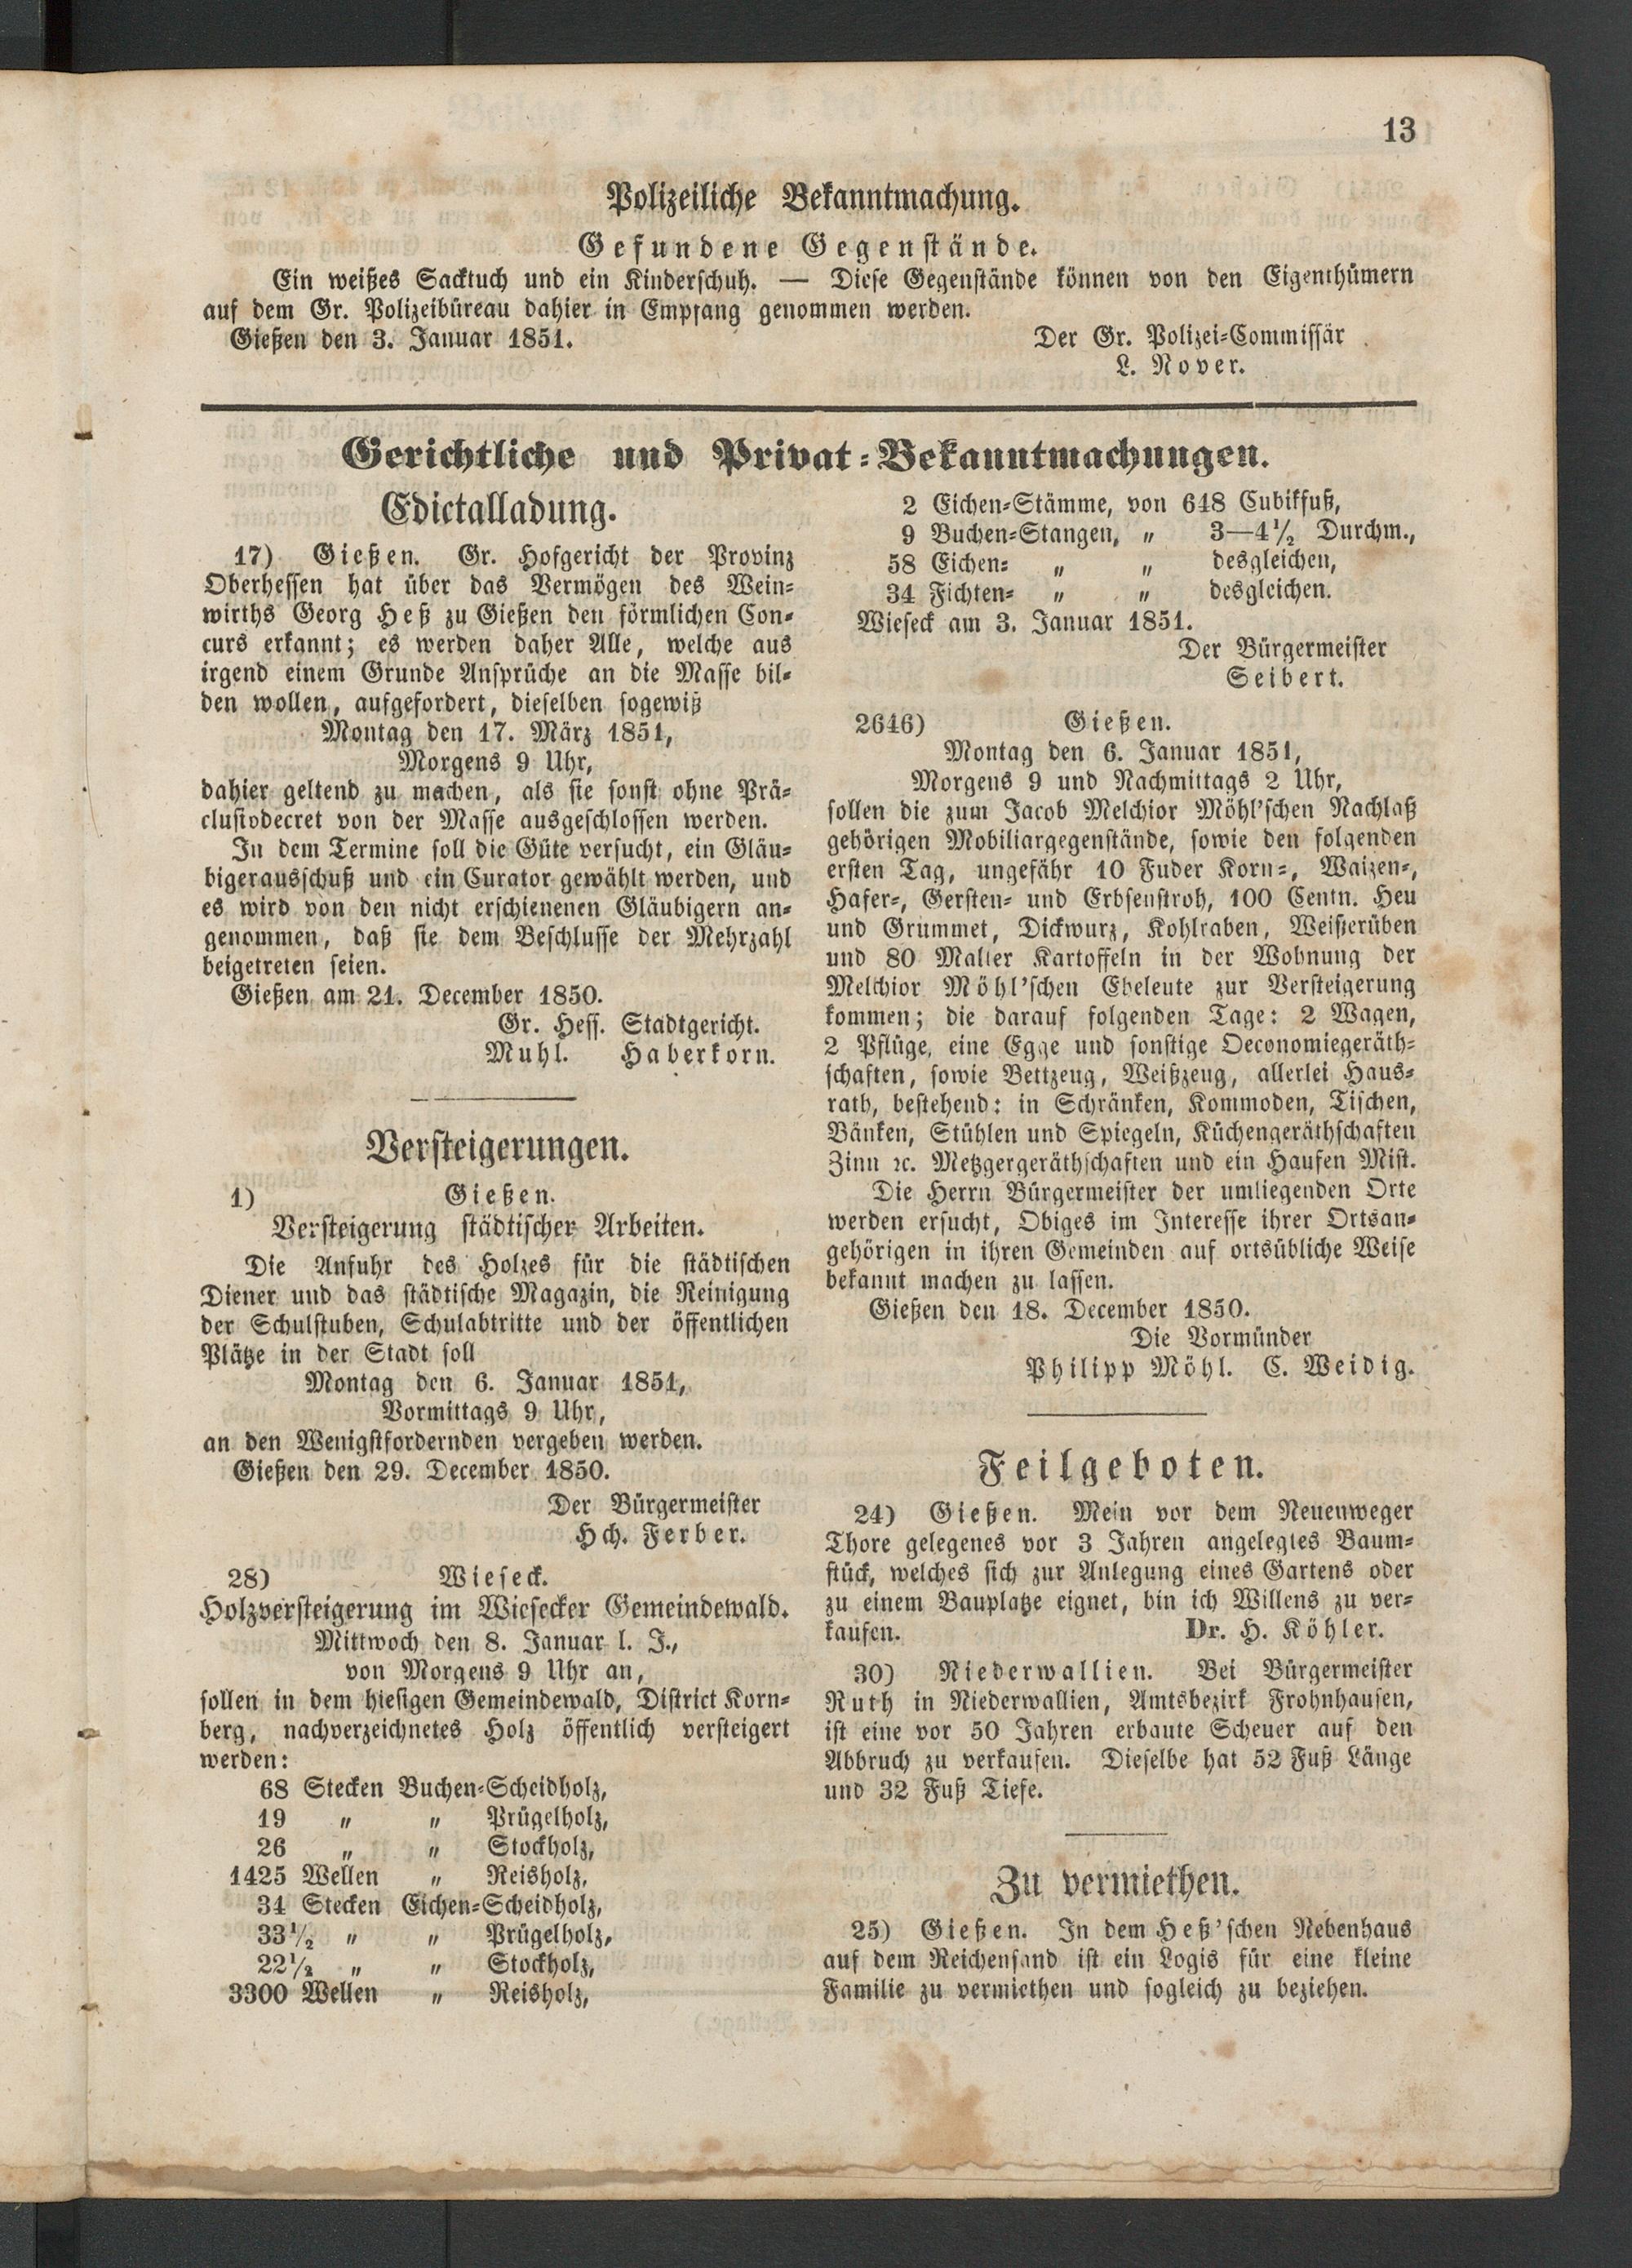 13
Polizeiliche Bekanntmachung.
Gefundene Gegenstände.
Ein weißes Sacktuch und ein Kinderschuh. — Diese Gegenstände können von den Eigenthümern
auf dem Gr. Polizeibüreau dahier in Empfang genommen werden.
Gießen den 3. Januar 1851.
Der Gr. Polizei-Commissär
L. Nover.
Gerichtliche und Privat-Bekanntmachungen.
Edictalladung.
17) Gießen. Gr. Hofgericht der Provinz
Oberhessen hat über das Vermögen des Wein-
wirths Georg Heß zu Gießen den förmlichen Con-
curs erkannt; es werden daher Alle, welche aus
irgend einem Grunde Ansprüche an die Masse bil-
den wollen, aufgefordert, dieselben sogewiß
Montag den 17. März 1851,
Morgens 9 Uhr,
dahier geltend zu machen, als sie sonst ohne Prä-
clusivdecret von der Masse ausgeschlossen werden.
In dem Termine soll die Güte versucht, ein Gläu-
bigerausschuß und ein Curator gewählt werden, und
es wird von den nicht erschienenen Gläubigern an-
genommen, daß sie dem Beschlusse der Mehrzahl
beigetreten seien.
Gießen am 21. December 1850.
Gr. Hess. Stadtgericht.
Muhl. Haberkorn.
Versteigerungen.
1) Gießen.
Versteigerung städtischer Arbeiten.
Die Anfuhr des Holzes für die städtischen
Diener und das städtische Magazin, die Reinigung
der Schulstuben, Schulabtritte und der öffentlichen
Plätze in der Stadt soll
Montag den 6. Januar 1851,
Vormittags 9 Uhr,
an den Wenigstfordernden vergeben werden.
Gießen den 29. December 1850.
Der Bürgermeister
Hch. Ferber.
28) Wieseck.
Holzversteigerung im Wiesecker Gemeindewald.
Mittwoch den 8. Januar l. J.,
von Morgens 9 Uhr an,
sollen in dem hiesigen Gemeindewald, District Korn-
berg, nachverzeichnetes Holz öffentlich versteigert
werden:
68 Stecken Buchen-Scheidholz,
19 „ „ Prügelholz,
26 „ „ Stockholz,
1425 Wellen „ Reisholz,
34 Stecken Eichen-Scheidholz,
33½ „ „ Prügelholz,
22½ „ „ Stockholz,
3300 Wellen „ Reisholz,
2 Eichen-Stämme, von 648 Cubikfuß,
9 Buchen-Stangen, „ 3—4½ Durchm.,
58 Eichen- „ „ desgleichen,
34 Fichten- „ „ desgleichen.
Wieseck am 3. Januar 1851.
Der Bürgermeister
Seibert.
2646) Gießen.
Montag den 6. Januar 1851,
Morgens 9 und Nachmittags 2 Uhr,
sollen die zum Jacob Melchior Möhl'schen Nachlaß
gehörigen Mobiliargegenstände, sowie den folgenden
ersten Tag, ungefähr 10 Fuder Korn-, Waizen-,
Hafer-, Gersten- und Erbsenstroh, 100 Centn. Heu
und Grummet, Dickwurz, Kohlraben, Weißerüben
und 80 Malter Kartoffeln in der Wohnung der
Melchior Möhl'schen Eheleute zur Versteigerung
kommen; die darauf folgenden Tage: 2 Wagen,
2 Pflüge, eine Egge und sonstige Oeconomiegeräth-
schaften, sowie Bettzeug, Weißzeug, allerlei Haus-
rath, bestehend: in Schränken, Kommoden, Tischen,
Bänken, Stühlen und Spiegeln, Küchengeräthschaften
Zinn ꝛc. Metzgergeräthschaften und ein Haufen Mist.
Die Herrn Bürgermeister der umliegenden Orte
werden ersucht, Obiges im Interesse ihrer Ortsan-
gehörigen in ihren Gemeinden auf ortsübliche Weise
bekannt machen zu lassen.
Gießen den 18. December 1850.
Die Vormünder
Philipp Möhl. C. Weidig.
Feilgeboten.
24) Gießen. Mein vor dem Neuenweger
Thore gelegenes vor 3 Jahren angelegtes Baum-
stück, welches sich zur Anlegung eines Gartens oder
zu einem Bauplatze eignet, bin ich Willens zu ver-
kaufen. Dr. H. Köhler.
30) Niederwallien. Bei Bürgermeister
Ruth in Niederwallien, Amtsbezirk Frohnhausen,
ist eine vor 50 Jahren erbaute Scheuer auf den
Abbruch zu verkaufen. Dieselbe hat 52 Fuß Länge
und 32 Fuß Tiefe.
Zu vermiethen.
25) Gießen. In dem Heß'schen Nebenhaus
auf dem Reichensand ist ein Logis für eine kleine
Familie zu vermiethen und sogleich zu beziehen.